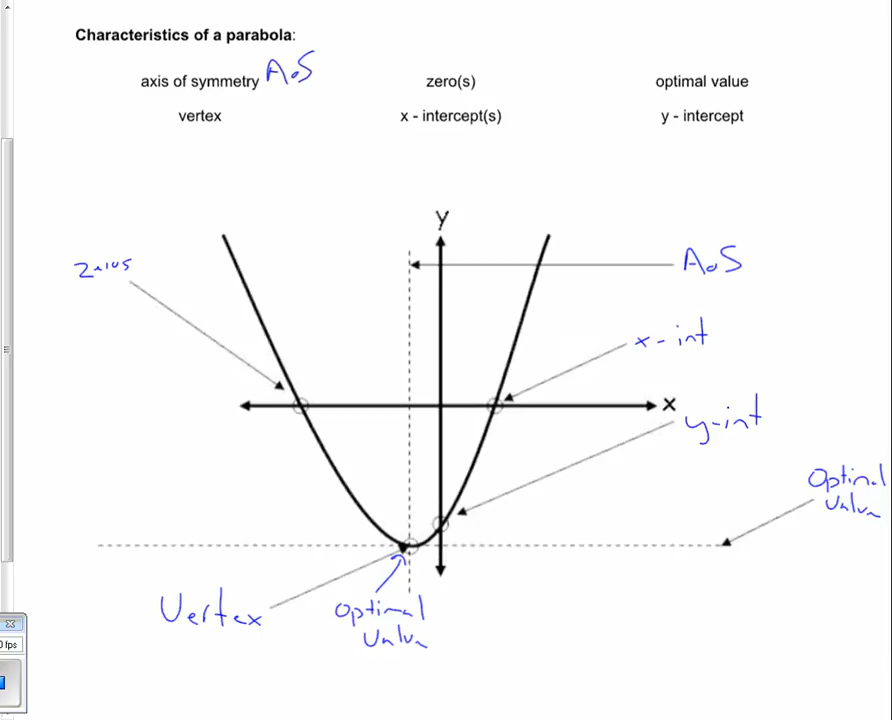 Characteristics of a parabola:
axis of symmetry AoS
zero(s)
optimal value
vertex
x - intercept(s)
y - intercept
y
AoS
x-int
x
y-int
Optimal
Value
Vertex
Optimal
Value
fps